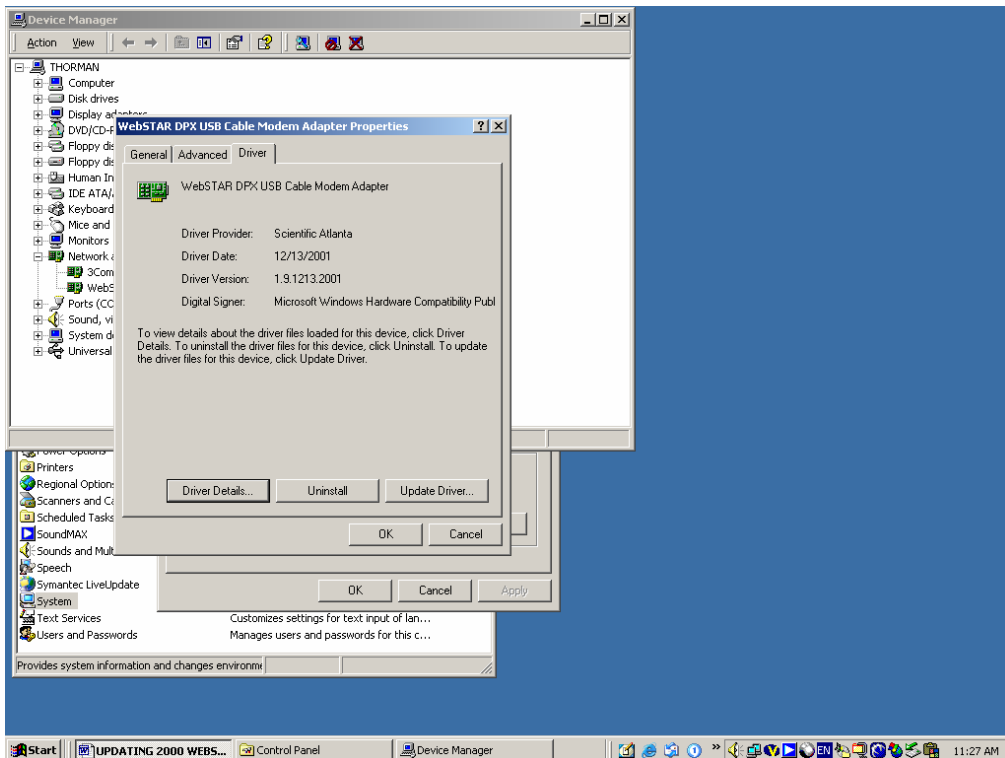 Device Manager
Action View
THORMAN
Computer
Disk drives
Display adapters
DVD/CD-R
Floppy dis
Floppy dis
Human In
IDE ATA/
Keyboard
Mice and
Monitors
Network a
3Com
WebS
Ports (CO
Sound, vi
System de
Universal
WebSTAR DPX USB Cable Modem Adapter Properties
General Advanced Driver
WebSTAR DPX USB Cable Modem Adapter
Driver Provider: Scientific Atlanta
Driver Date: 12/13/2001
Driver Version: 1.9.1213.2001
Digital Signer: Microsoft Windows Hardware Compatibility Publ
To view details about the driver files loaded for this device, click Driver
Details. To uninstall the driver files for this device, click Uninstall. To update
the driver files for this device, click Update Driver.
Driver Details... Uninstall Update Driver...
OK Cancel
Power Options
Printers
Regional Option
Scanners and Ca
Scheduled Tasks
SoundMAX
Sounds and Mult
Speech
Symantec LiveUpdate
System
Text Services Customizes settings for text input of lan...
Users and Passwords Manages users and passwords for this c...
OK Cancel Apply
Provides system information and changes environme
Start UPDATING 2000 WEBS... Control Panel Device Manager EN 11:27 AM